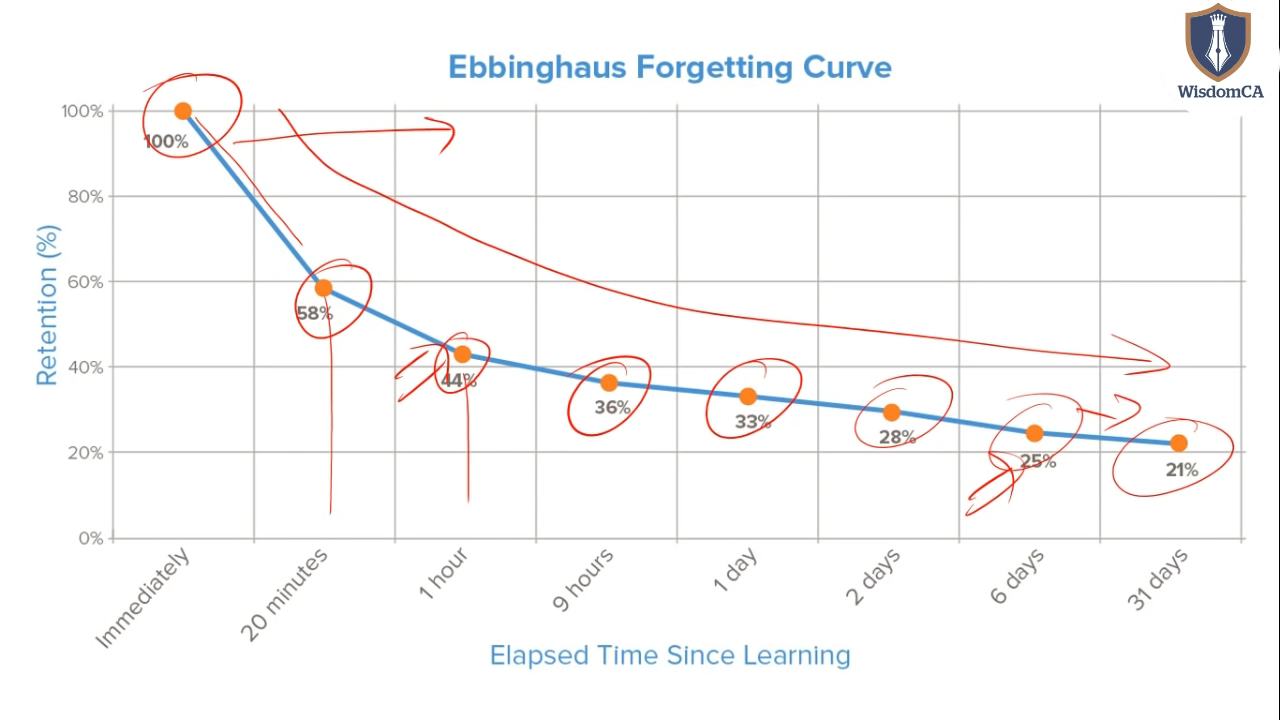 WisdomCA
Ebbinghaus Forgetting Curve
Retention (%)
100%
80%
60%
40%
20%
0%
100%
58%
44%
36%
33%
28%
25%
21%
Immediately
20 minutes
1 hour
9 hours
1 day
2 days
6 days
31 days
Elapsed Time Since Learning